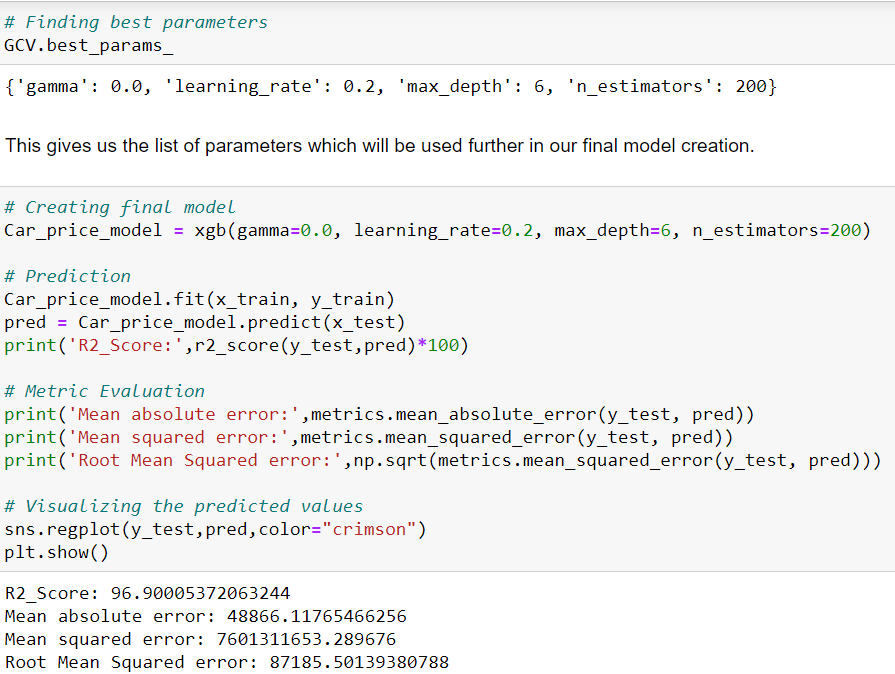 # Finding best parameters
GCV.best_params_
{'gamma': 0.0, 'learning_rate': 0.2, 'max_depth': 6, 'n_estimators': 200}
This gives us the list of parameters which will be used further in our final model creation.
# Creating final model
Car_price_model = xgb(gamma=0.0, learning_rate=0.2, max_depth=6, n_estimators=200)
# Prediction
Car_price_model.fit(x_train, y_train)
pred = Car_price_model.predict(x_test)
print('R2_Score:',r2_score(y_test,pred)*100)
# Metric Evaluation
print('Mean absolute error:',metrics.mean_absolute_error(y_test, pred))
print('Mean squared error:',metrics.mean_squared_error(y_test, pred))
print('Root Mean Squared error:',np.sqrt(metrics.mean_squared_error(y_test, pred)))
# Visualizing the predicted values
sns.regplot(y_test,pred,color="crimson")
plt.show()
R2_Score: 96.90005372063244
Mean absolute error: 48866.11765466256
Mean squared error: 7601311653.289676
Root Mean Squared error: 87185.50139380788